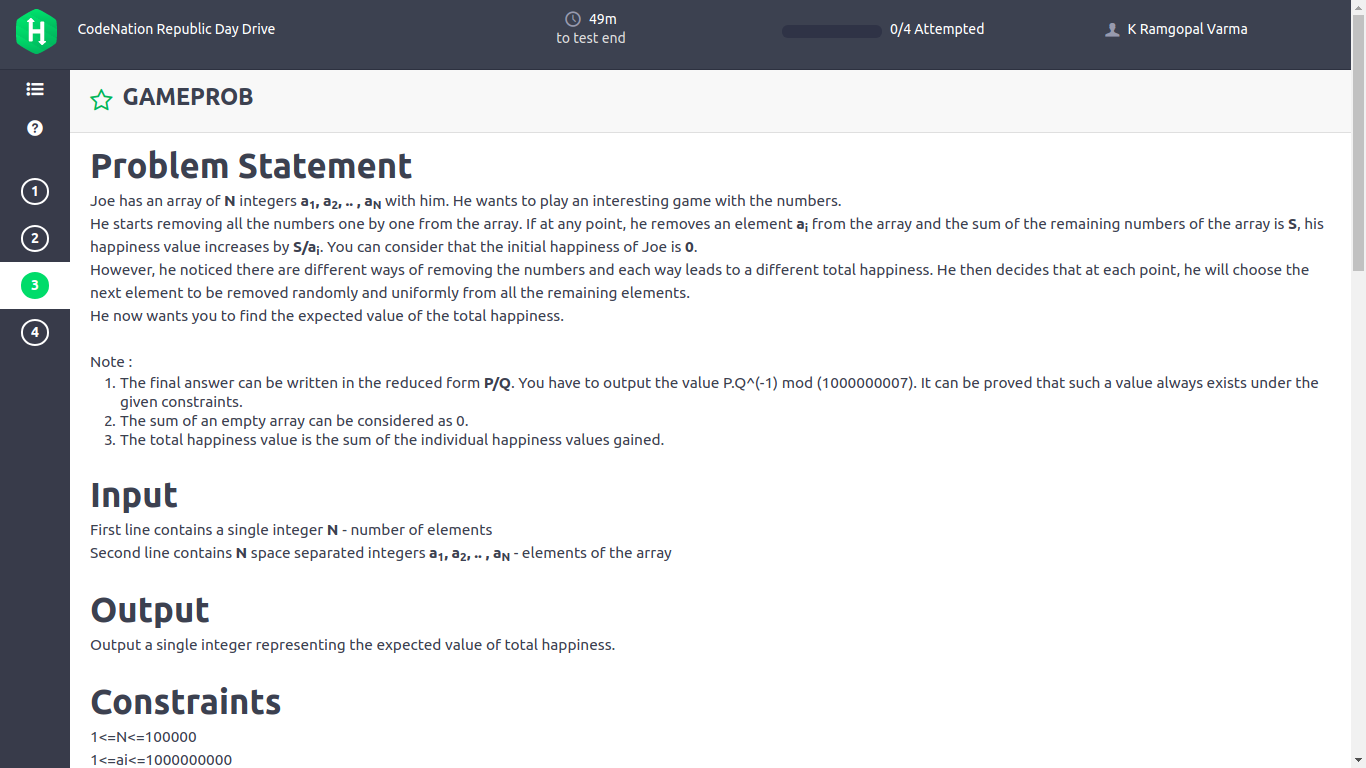 H
CodeNation Republic Day Drive
49m
to test end
0/4 Attempted
K Ramgopal Varma
?
1
2
3
4
GAMEPROB
Problem Statement
Joe has an array of N integers a1, a2, .. , aN with him. He wants to play an interesting game with the numbers.
He starts removing all the numbers one by one from the array. If at any point, he removes an element ai from the array and the sum of the remaining numbers of the array is S, his
happiness value increases by S/ai. You can consider that the initial happiness of Joe is 0.
However, he noticed there are different ways of removing the numbers and each way leads to a different total happiness. He then decides that at each point, he will choose the
next element to be removed randomly and uniformly from all the remaining elements.
He now wants you to find the expected value of the total happiness.
Note :
1. The final answer can be written in the reduced form P/Q. You have to output the value P.Q^(-1) mod (1000000007). It can be proved that such a value always exists under the
given constraints.
2. The sum of an empty array can be considered as 0.
3. The total happiness value is the sum of the individual happiness values gained.
Input
First line contains a single integer N - number of elements
Second line contains N space separated integers a1, a2, .. , aN - elements of the array
Output
Output a single integer representing the expected value of total happiness.
Constraints
1<=N<=100000
1<=ai<=1000000000